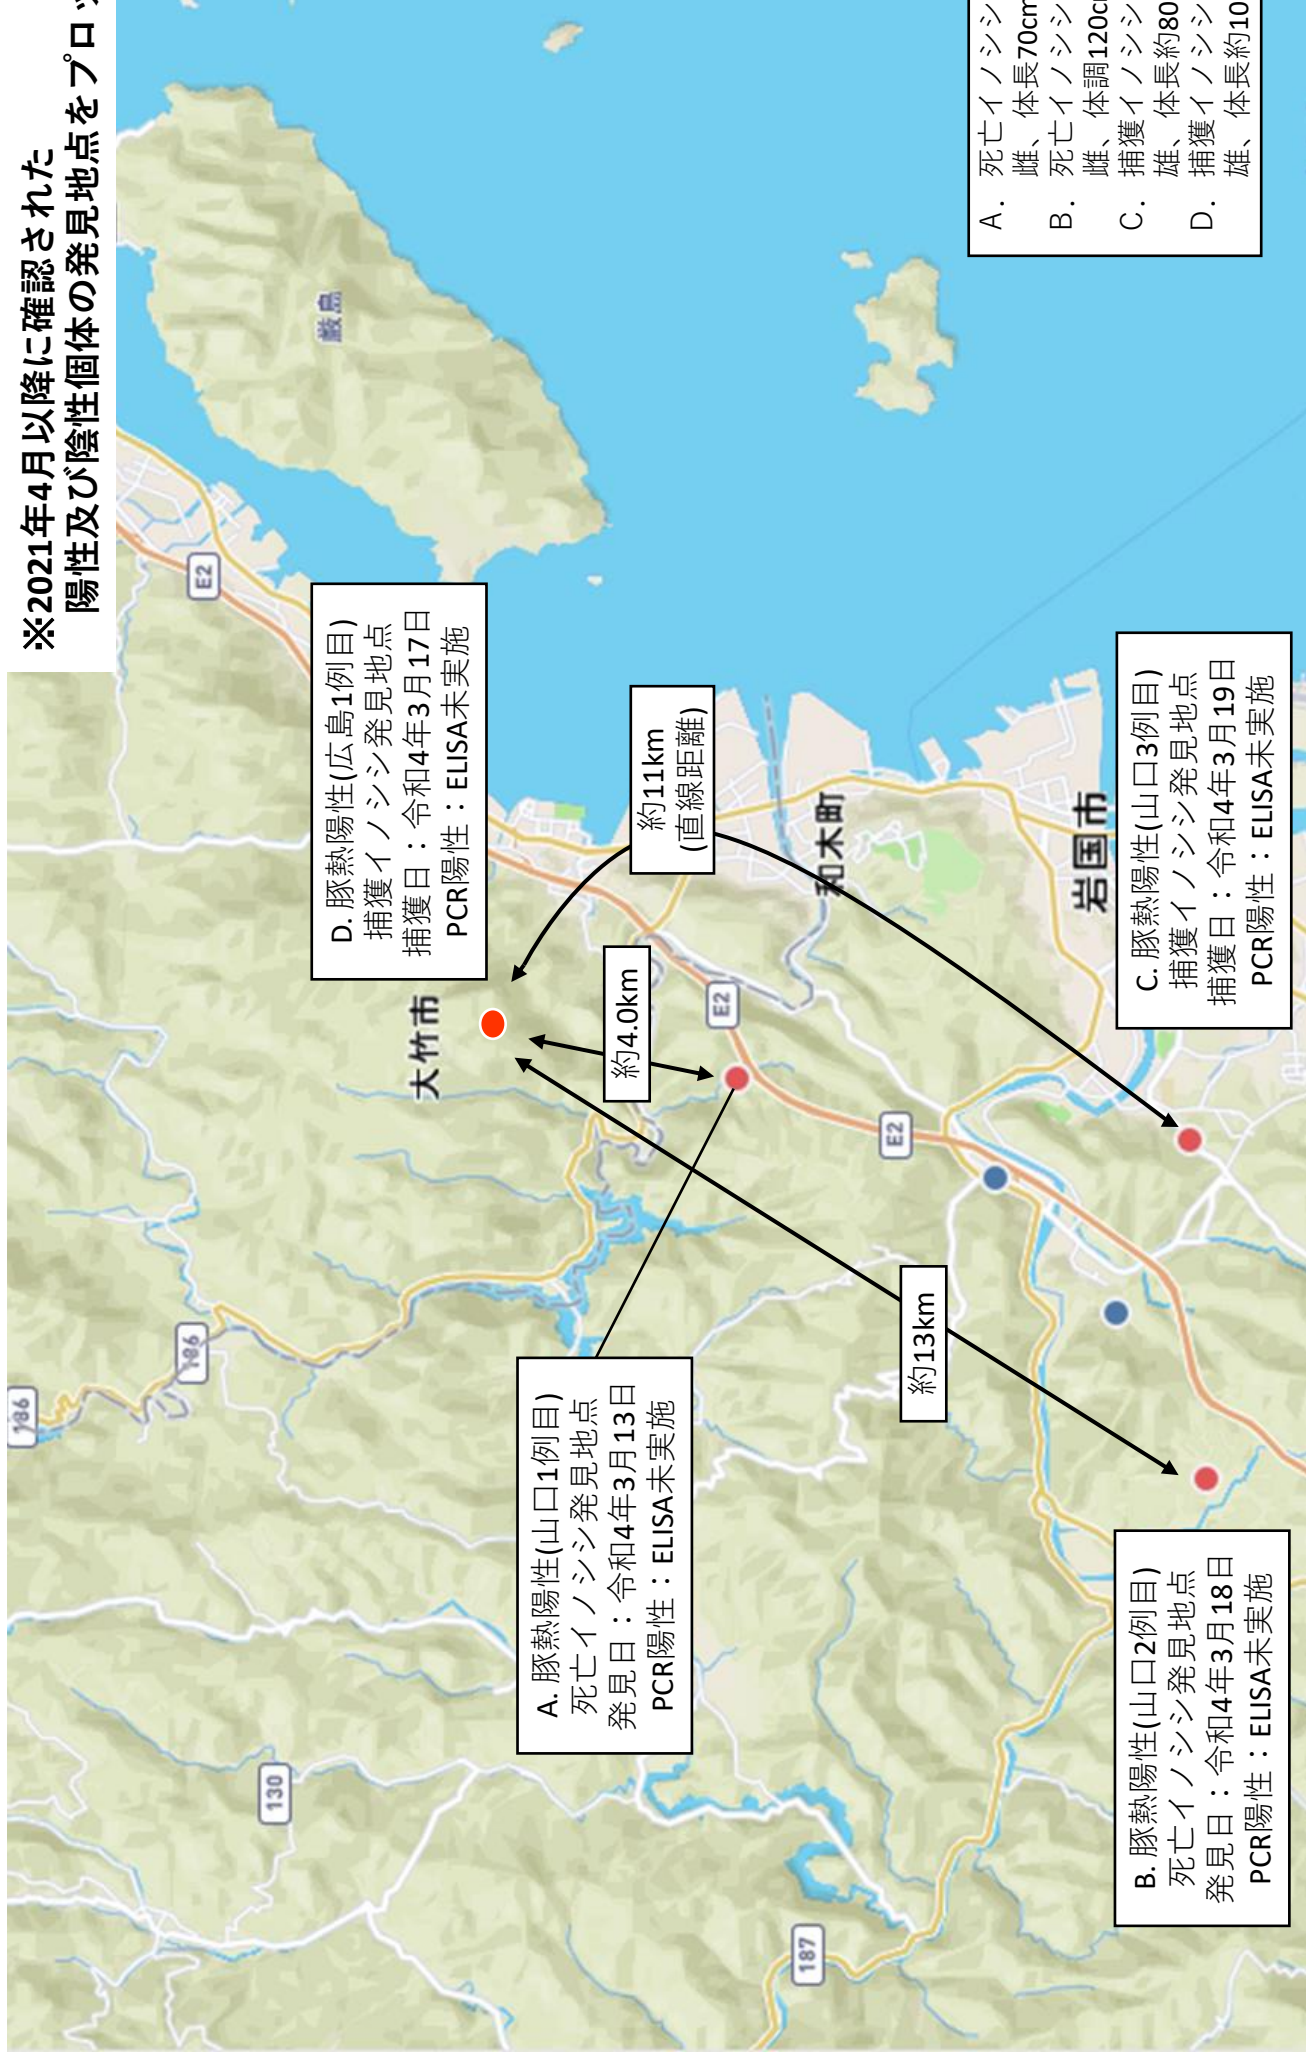 ※2021年4月以降に確認された
陽性及び陰性個体の発見地点をプロッ
厳島
E2
D. 豚熱陽性(広島1例目)
捕獲イノシシ発見地点
捕獲日：令和4年3月17日
PCR陽性：ELISA未実施
大竹市
約11km
(直線距離)
約4.0km
和木町
E2
E2
岩国市
C. 豚熱陽性(山口3例目)
捕獲イノシシ発見地点
捕獲日：令和4年3月19日
PCR陽性：ELISA未実施
約13km
186
186
A. 豚熱陽性(山口1例目)
死亡イノシシ発見地点
発見日：令和4年3月13日
PCR陽性：ELISA未実施
B. 豚熱陽性(山口2例目)
死亡イノシシ発見地点
発見日：令和4年3月18日
PCR陽性：ELISA未実施
130
187
A. 死亡イノシシ
雌、体長70cm
B. 死亡イノシシ
雌、体調120c
C. 捕獲イノシシ
雄、体長約80
D. 捕獲イノシシ
雄、体長約10